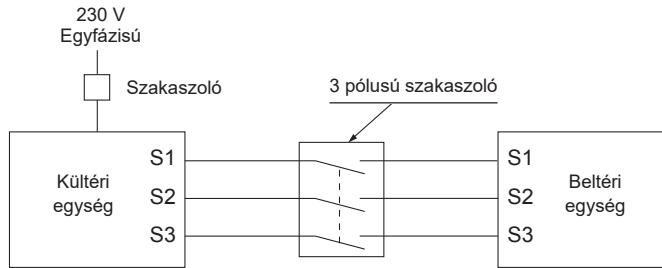 230 V
Egyfázisú
Szakaszoló
3 pólusú szakaszoló
Kültéri
egység
S1
S2
S3
S1
S2
S3
Beltéri
egység